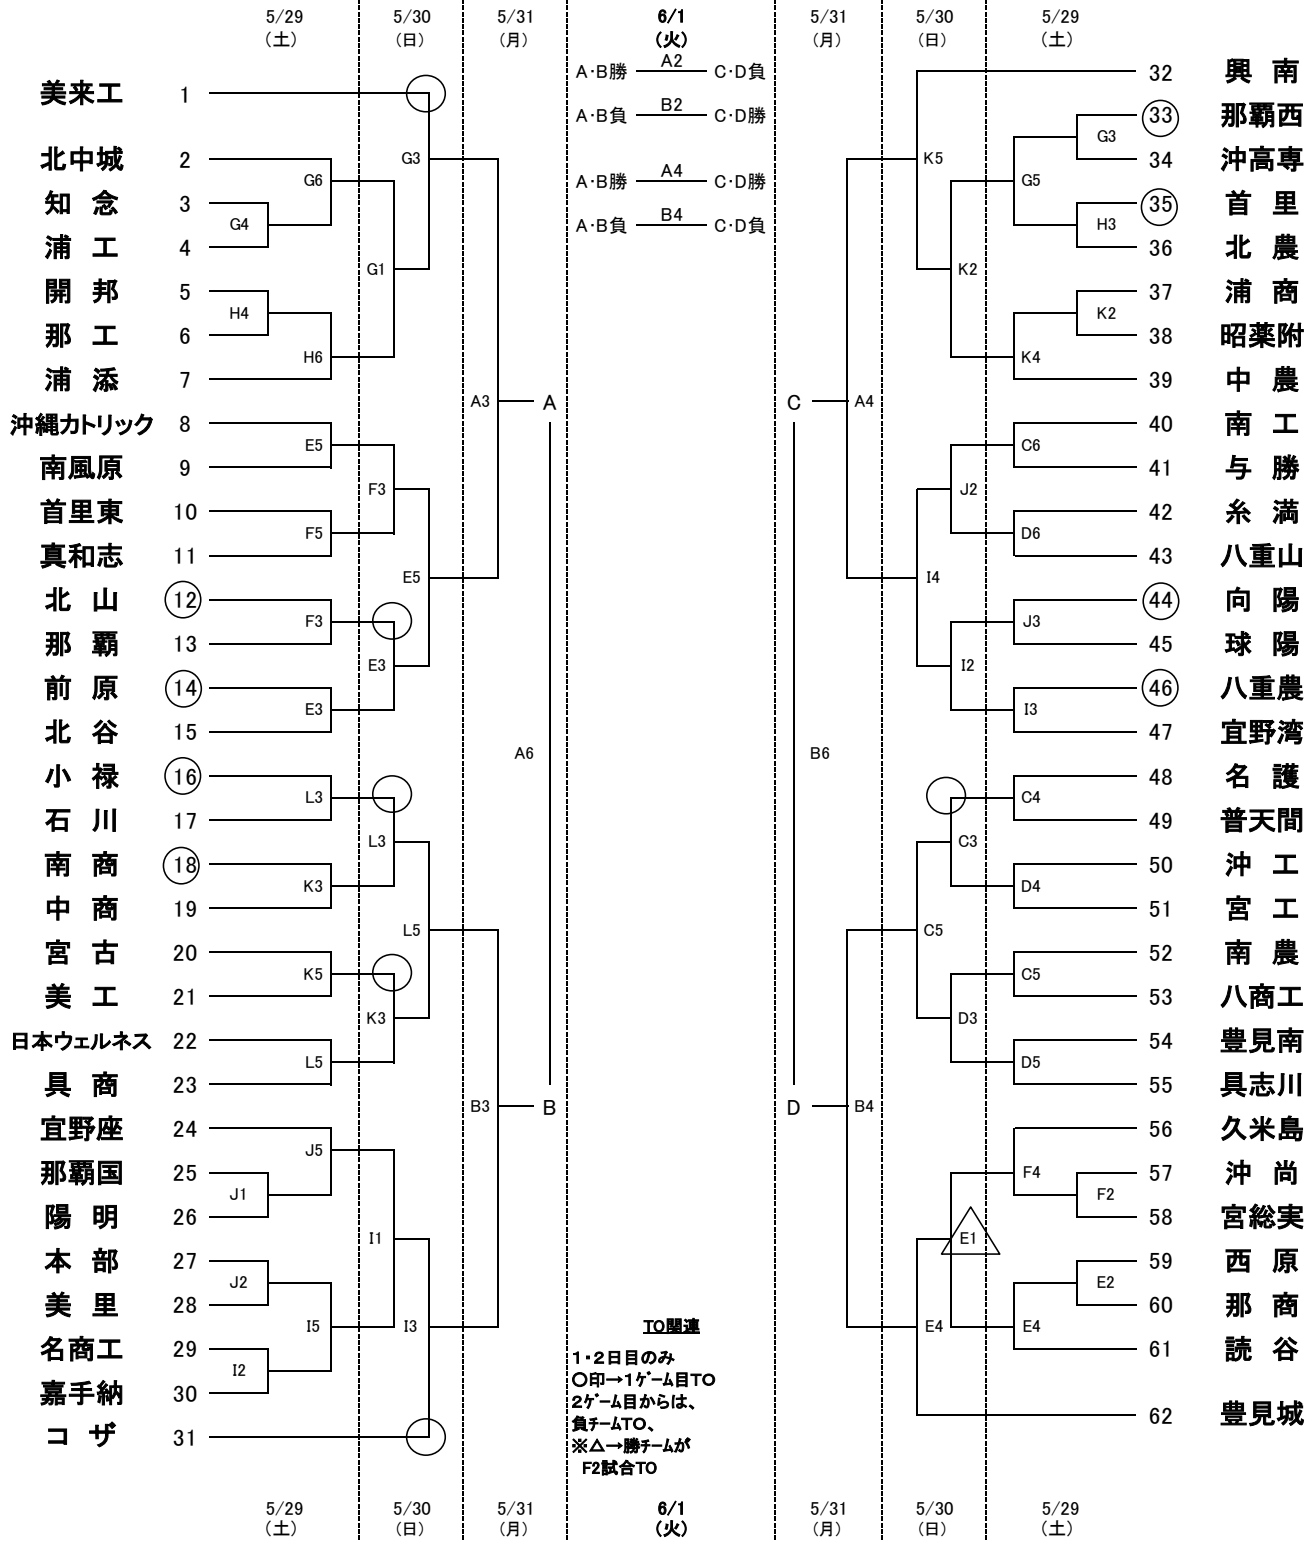 5/29 5/30 5/31 6/1 5/31 5/30 5/29
(土) (日) (月) (火) (月) (日) (土)
A・B勝 A2 C・D負
A・B負 B2 C・D勝
A・B勝 A4 C・D勝
A・B負 B4 C・D負
美来工 1
北中城 2
知念 3
浦工 4
開邦 5
那工 6
浦添 7
沖縄カトリック 8
南風原 9
首里東 10
真和志 11
北山 12
那覇 13
前原 14
北谷 15
小禄 16
石川 17
南商 18
中商 19
宮古 20
美工 21
日本ウェルネス 22
具商 23
宜野座 24
那覇国 25
陽明 26
本部 27
美里 28
名商工 29
嘉手納 30
コザ 31
G6
G4
H4
H6
E5
F5
F3
E3
L3
K3
K5
L5
J5
J1
J2
I5
I2
G3
G1
F3
E5
E3
L3
L5
K3
I1
I3
A3 A
A6
B3 B
C A4
B6
D B4
K5
K2
J2
I4
I2
C3
C5
D3
E1
E4
G3
G5
H3
K2
K4
C6
D6
J3
I3
C4
D4
C5
D5
F4
F2
E2
E4
32 興南
33 那覇西
34 沖高専
35 首里
36 北農
37 浦商
38 昭薬附
39 中農
40 南工
41 与勝
42 糸満
43 八重山
44 向陽
45 球陽
46 八重農
47 宜野湾
48 名護
49 普天間
50 沖工
51 宮工
52 南農
53 八商工
54 豊見南
55 具志川
56 久米島
57 沖尚
58 宮総実
59 西原
60 那商
61 読谷
62 豊見城
TO関連
1・2日目のみ
〇印→1ゲーム目TO
2ゲーム目からは、
負チームTO、
※△→勝チームが
F2試合TO
5/29 5/30 5/31 6/1 5/31 5/30 5/29
(土) (日) (月) (火) (月) (日) (土)